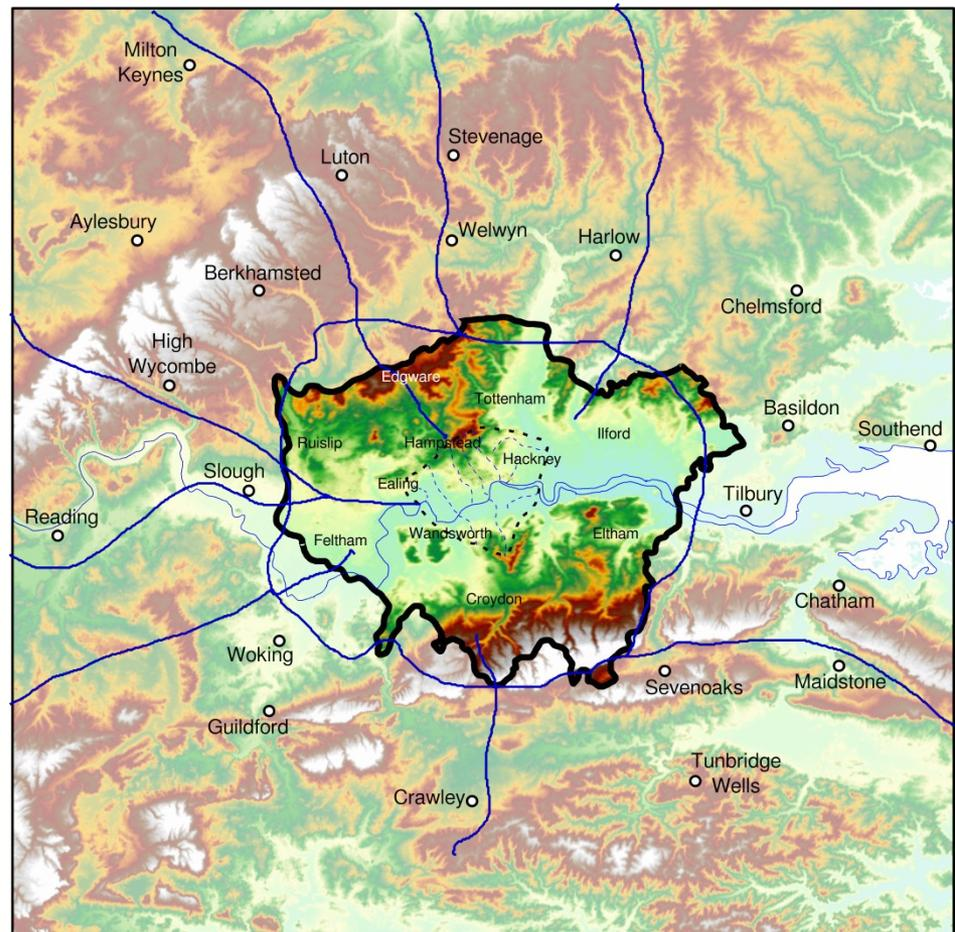 Milton
Keynes
Stevenage
Luton
Aylesbury
Welwyn
Harlow
Berkhamsted
Chelmsford
High
Wycombe
Edgware
Tottenham
Basildon
Ruislip
Hampstead
Ilford
Southend
Hackney
Slough
Ealing
Tilbury
Reading
Feltham
Wandsworth
Eltham
Croydon
Chatham
Woking
Sevenoaks
Maidstone
Guildford
Tunbridge
Wells
Crawley